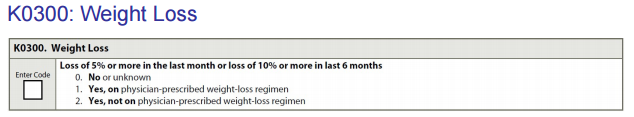 K0300: Weight Loss
K0300. Weight Loss
Enter Code
Loss of 5% or more in the last month or loss of 10% or more in last 6 months
0. No or unknown
1. Yes, on physician-prescribed weight-loss regimen
2. Yes, not on physician-prescribed weight-loss regimen